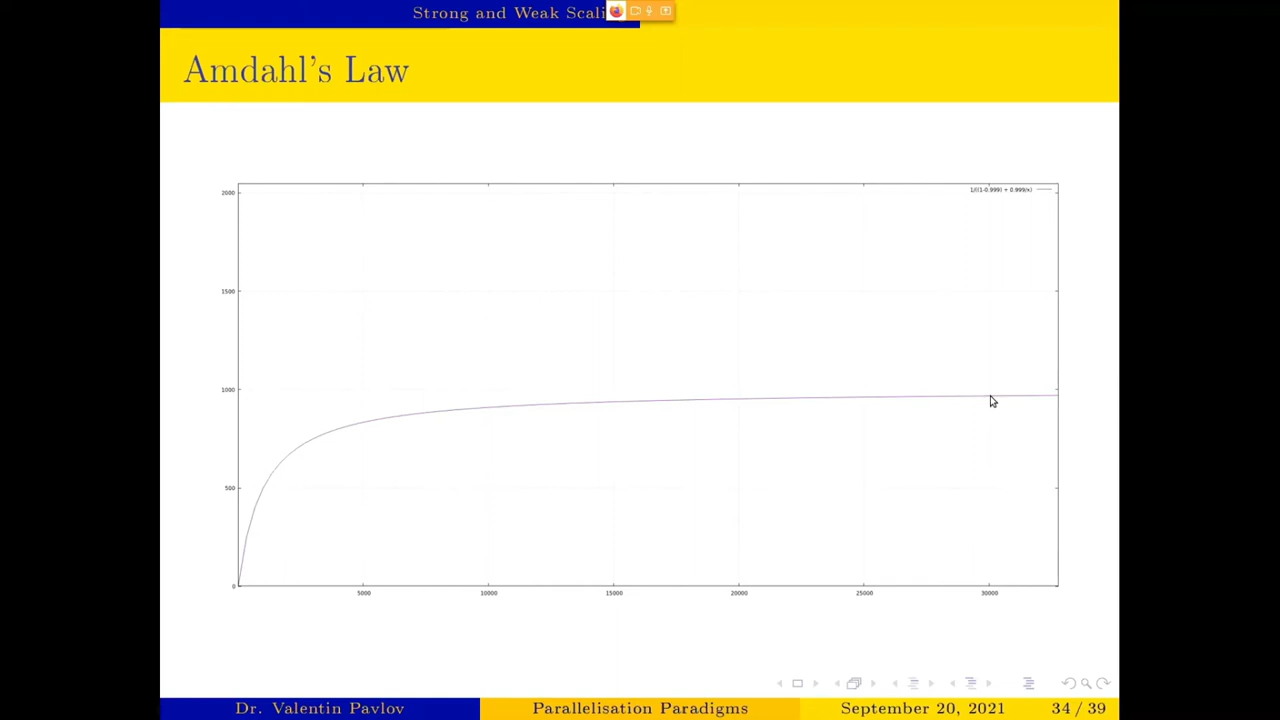 Strong and Weak Scali
Amdahl's Law
1/((1-0.999) + 0.999/x)
2000
1500
1000
500
0
5000 10000 15000 20000 25000 30000
Dr. Valentin Pavlov Parallelisation Paradigms September 20, 2021 34 / 39